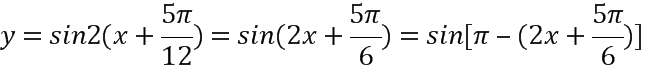 y = sin2(x + 5π/12) = sin(2x + 5π/6) = sin[π − (2x + 5π/6)]